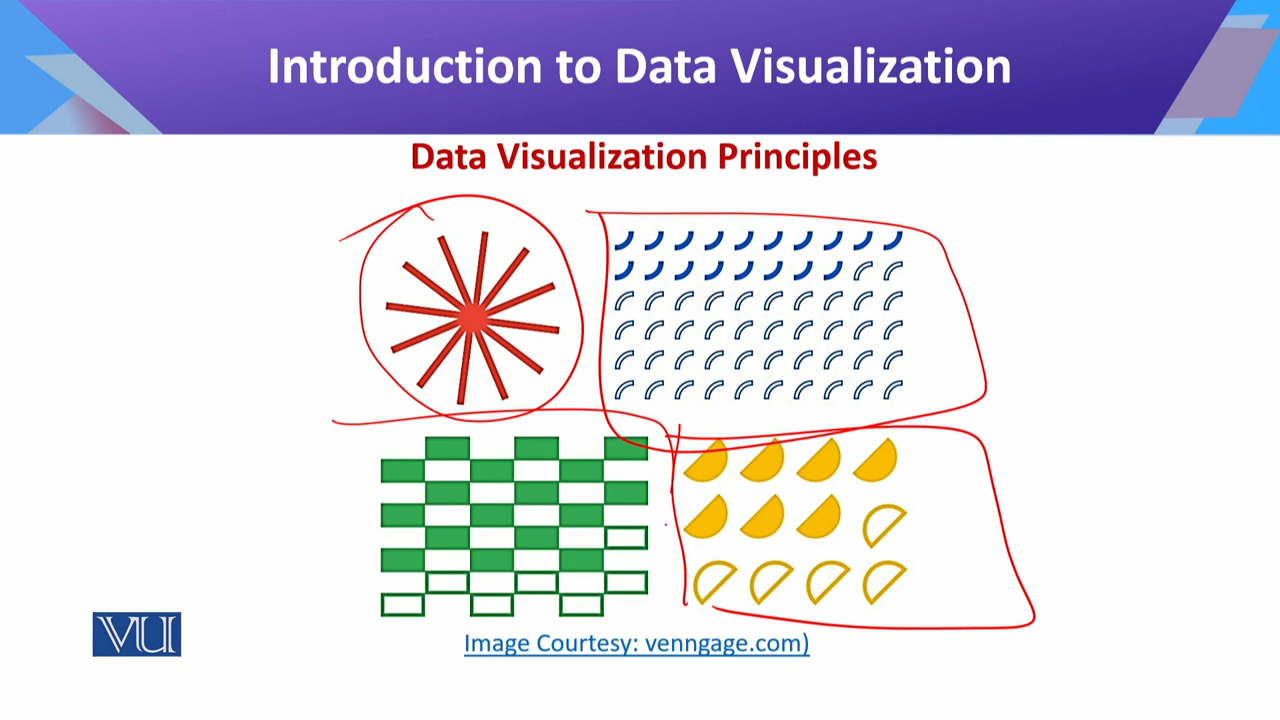 Introduction to Data Visualization
Data Visualization Principles
VU
Image Courtesy: venngage.com)